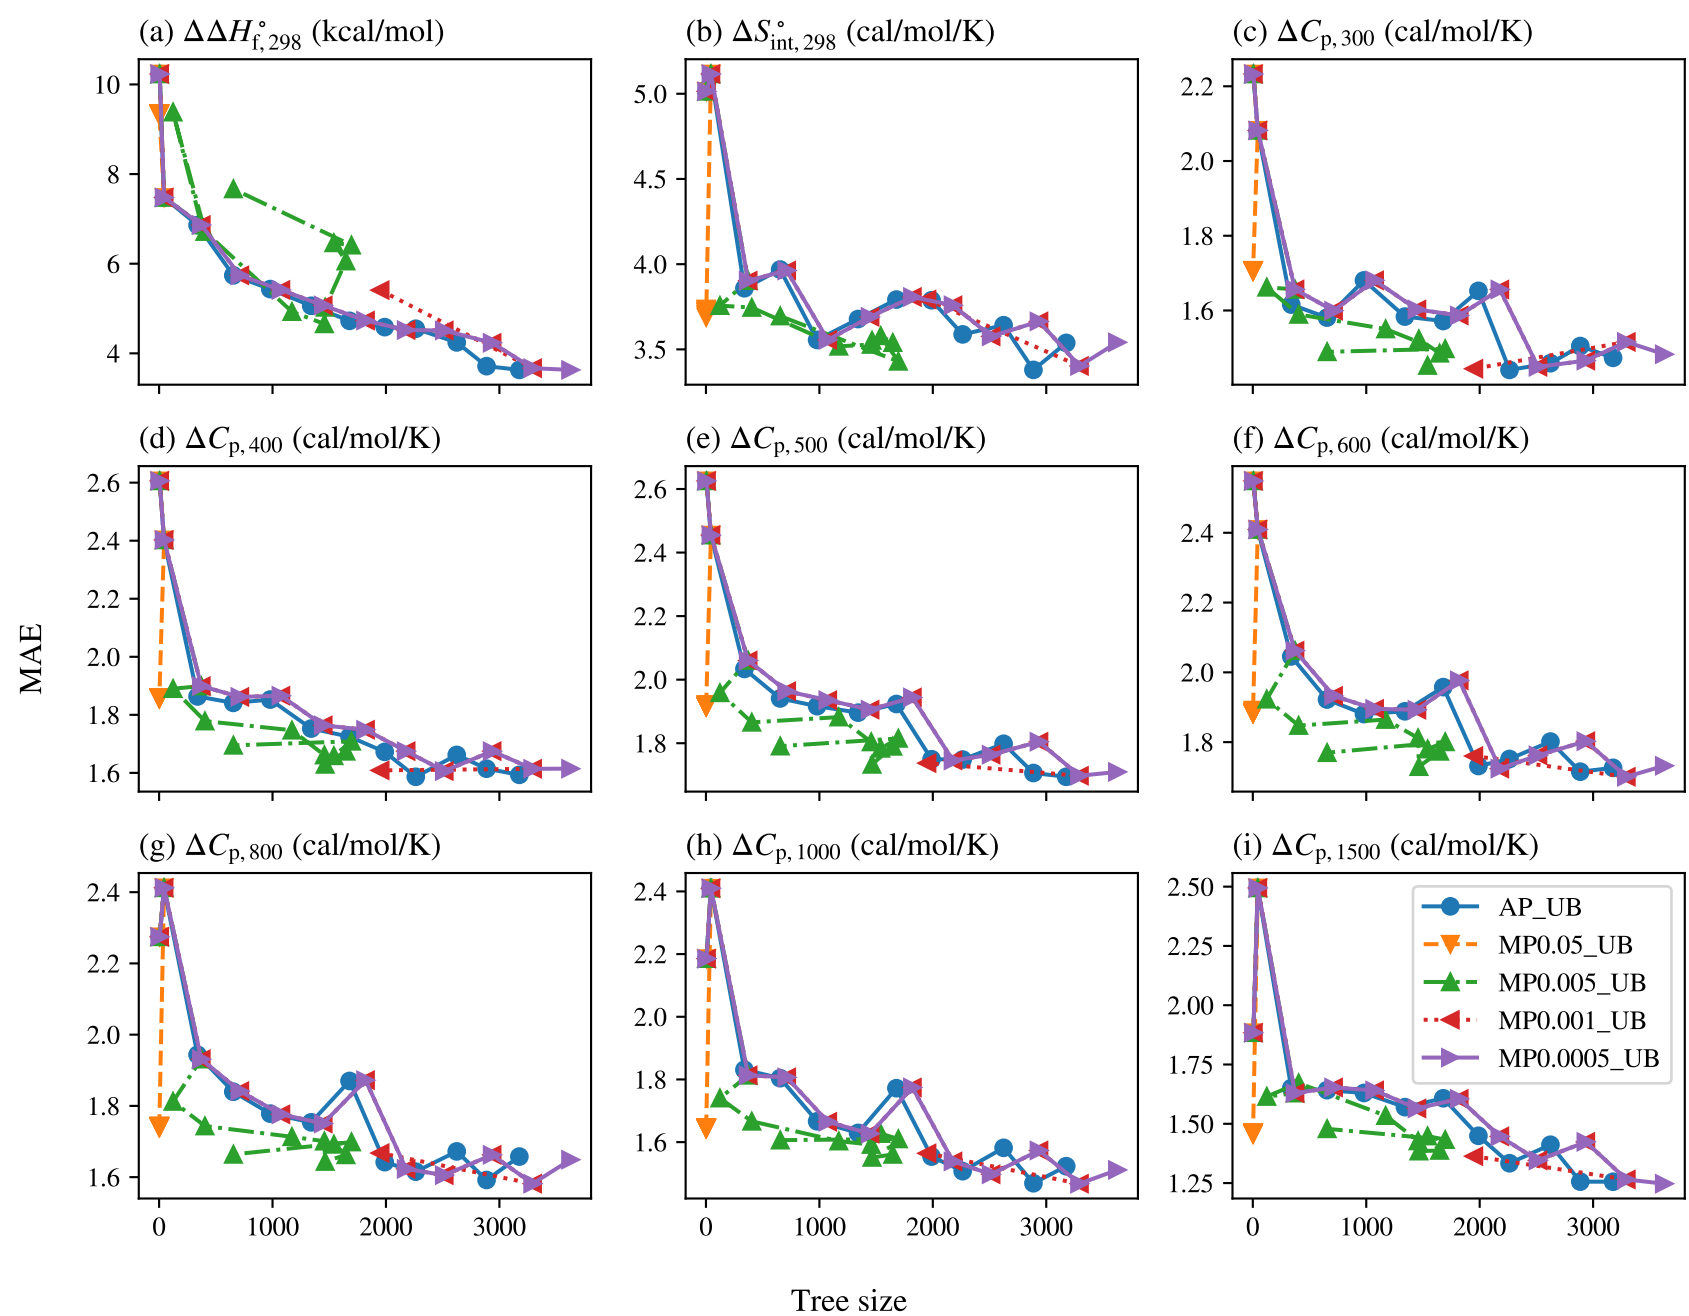 (a) ΔΔH°f, 298 (kcal/mol)
(b) ΔS°int, 298 (cal/mol/K)
(c) ΔCp, 300 (cal/mol/K)
10
8
6
4
5.0
4.5
4.0
3.5
2.2
2.0
1.8
1.6
(d) ΔCp, 400 (cal/mol/K)
(e) ΔCp, 500 (cal/mol/K)
(f) ΔCp, 600 (cal/mol/K)
MAE
2.6
2.4
2.2
2.0
1.8
1.6
2.6
2.4
2.2
2.0
1.8
2.4
2.2
2.0
1.8
(g) ΔCp, 800 (cal/mol/K)
(h) ΔCp, 1000 (cal/mol/K)
(i) ΔCp, 1500 (cal/mol/K)
2.4
2.2
2.0
1.8
1.6
0 1000 2000 3000
2.4
2.2
2.0
1.8
1.6
0 1000 2000 3000
2.50
2.25
2.00
1.75
1.50
1.25
0 1000 2000 3000
AP_UB
MP0.05_UB
MP0.005_UB
MP0.001_UB
MP0.0005_UB
Tree size